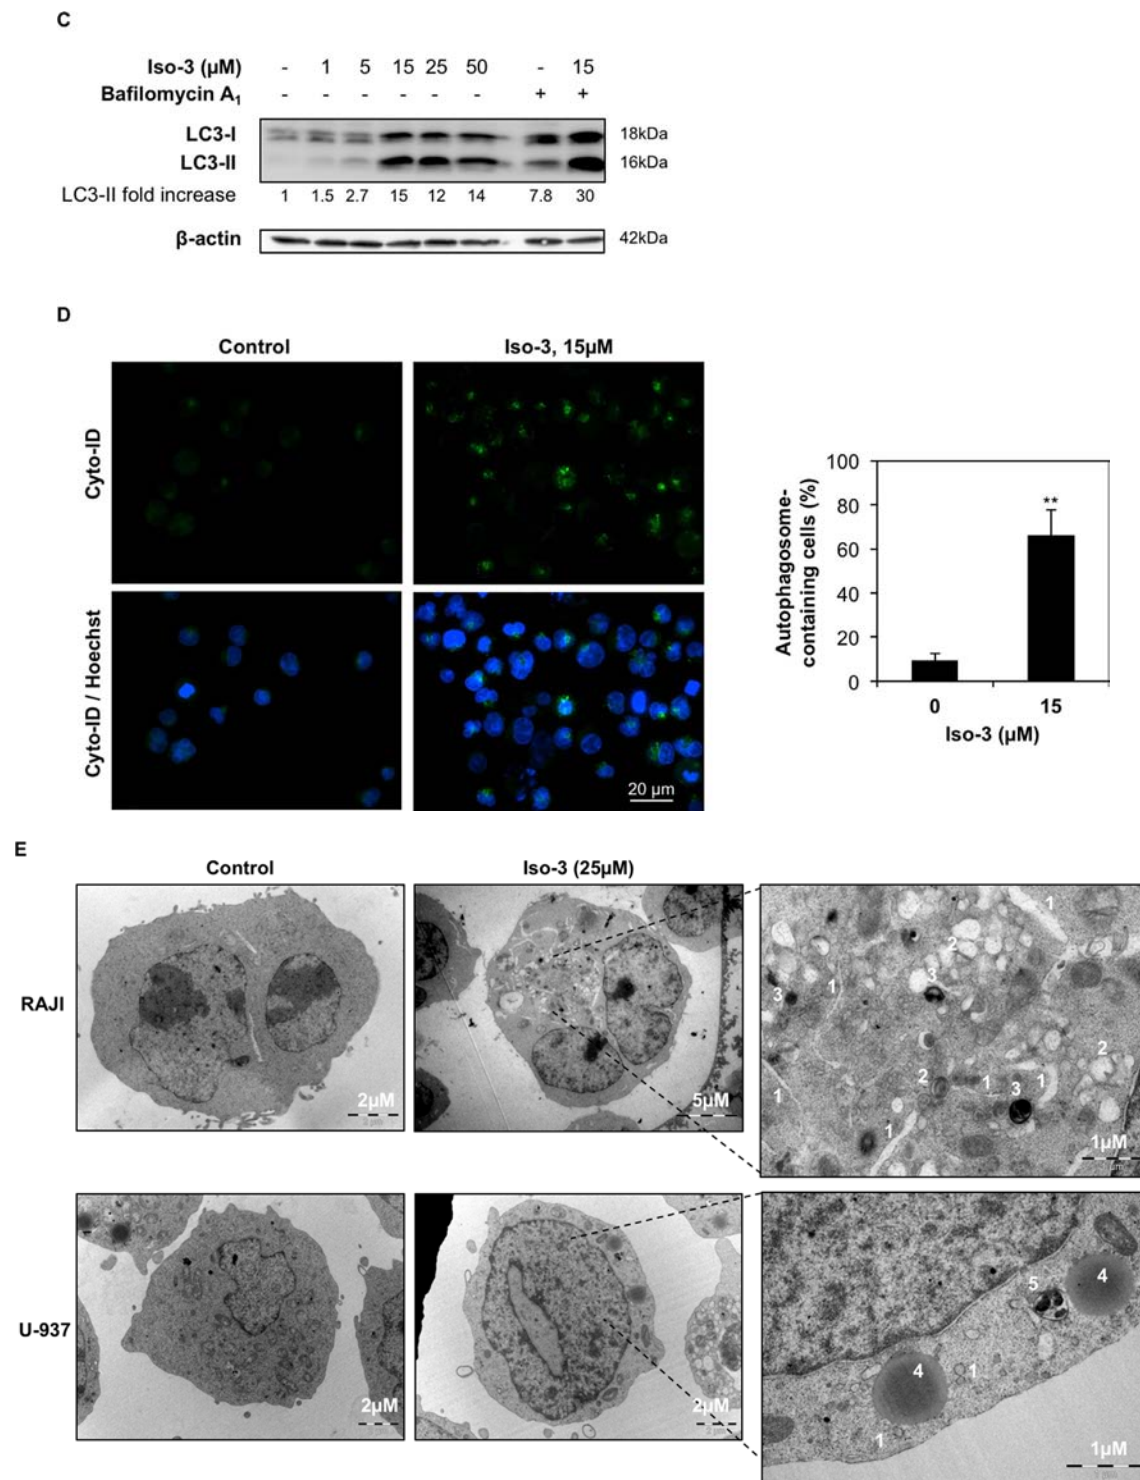 C
Iso-3 (µM) - 1 5 15 25 50 - 15
Bafilomycin A₁ - - - - - - + +
LC3-I 18kDa
LC3-II 16kDa
LC3-II fold increase 1 1.5 2.7 15 12 14 7.8 30
β-actin 42kDa
D
Control Iso-3, 15µM
Cyto-ID
Cyto-ID / Hoechst
20 µm
Autophagosome-
containing cells (%)
100
80
60
40
20
0
**
0 15
Iso-3 (µM)
E
Control Iso-3 (25µM)
RAJI
2µM
5µM
1
2
3
3
1
2
2
1
1
3
1
1
1µM
U-937
2µM
2µM
4
5
4
1
1
1µM